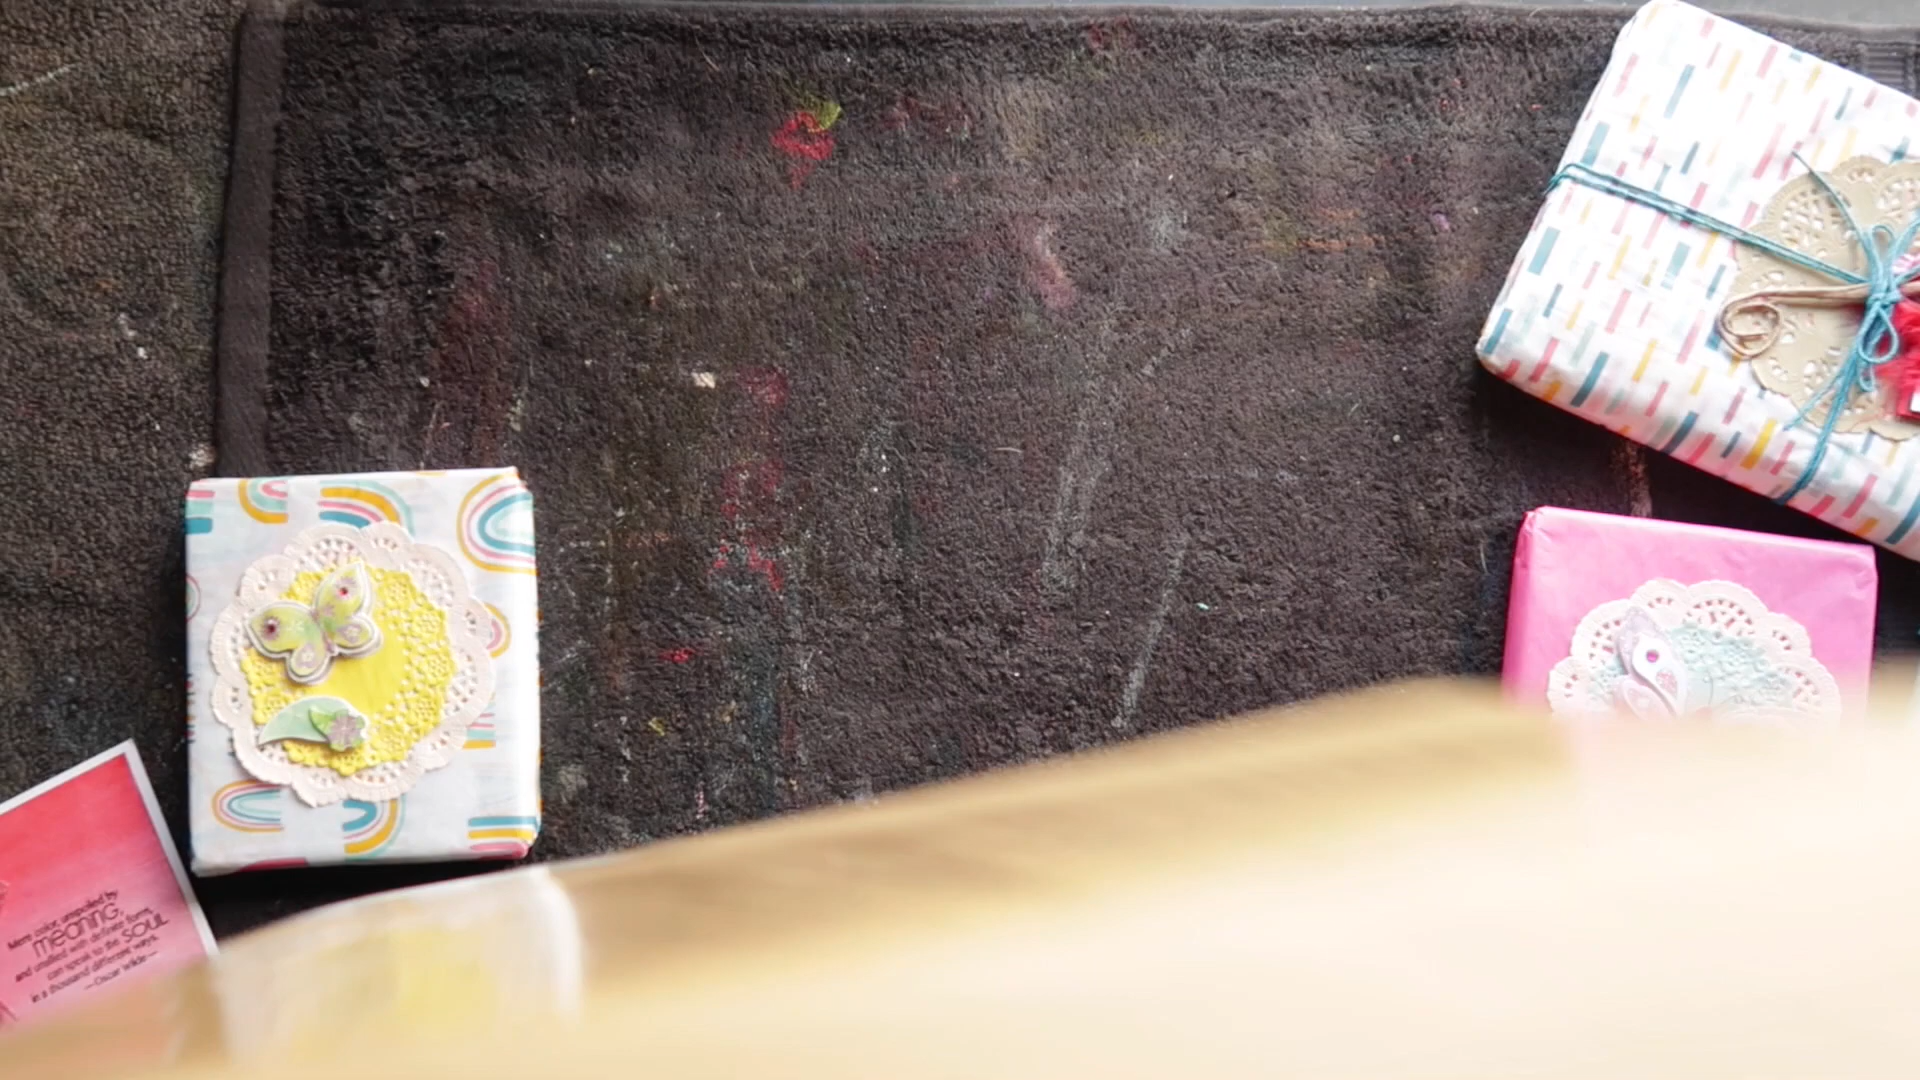 Mere color, unspoiled by
meaning,
and unallied with definite form,
can speak to the SOUL
in a thousand different ways.
—Oscar Wilde—